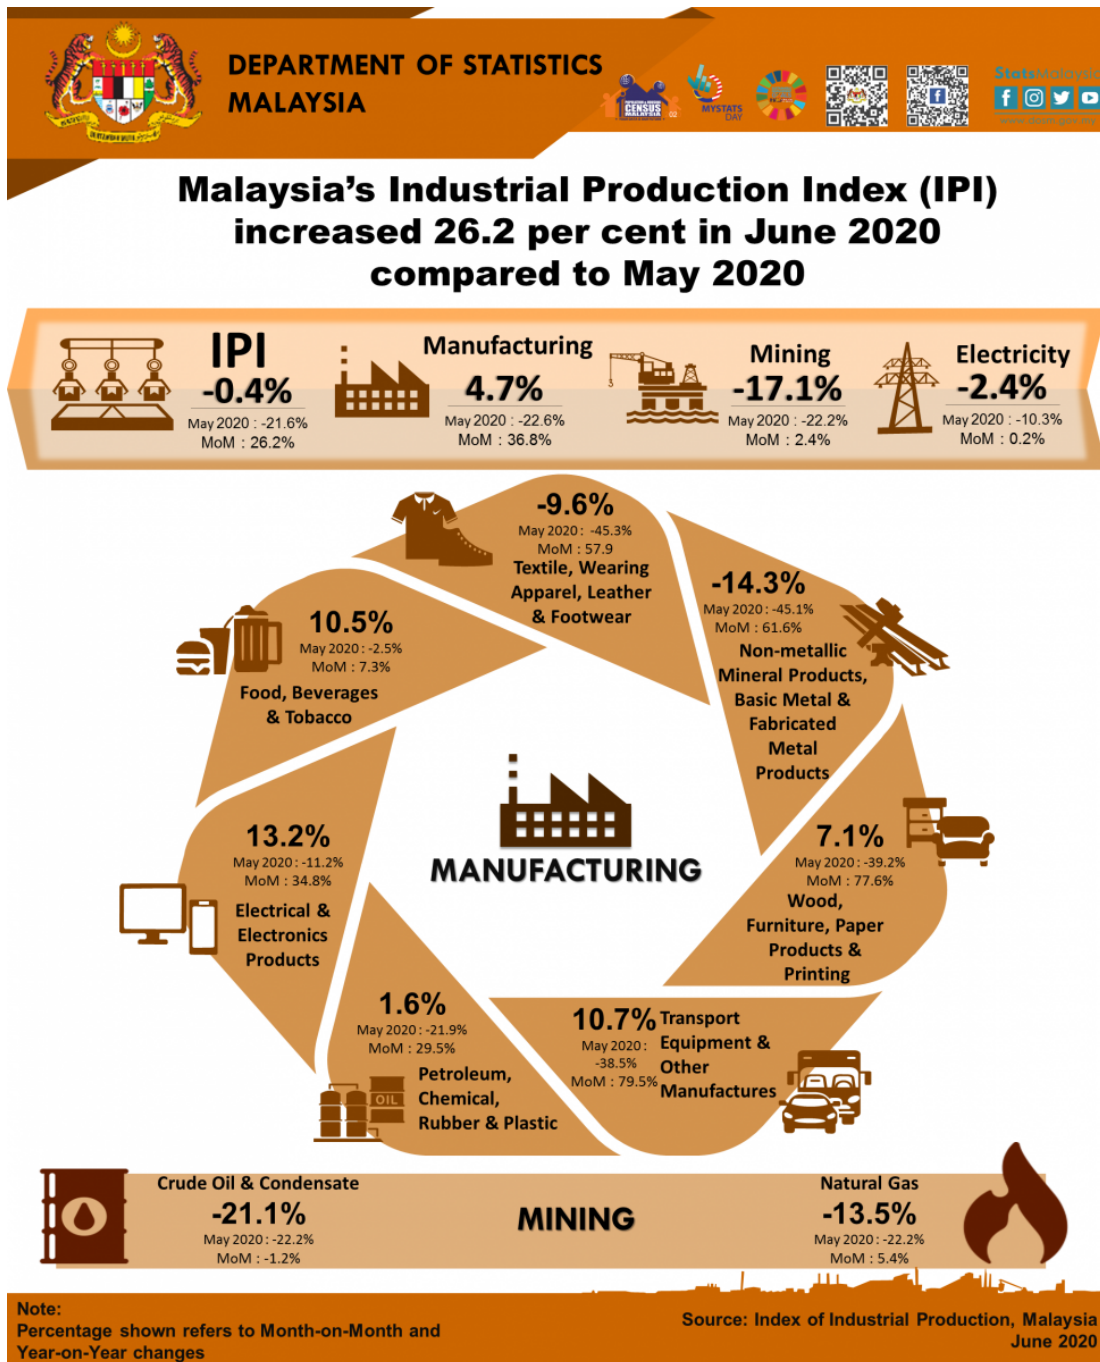 DEPARTMENT OF STATISTICS
MALAYSIA
CENSUS
MALAYSIA
MYSTATS
DAY
StatsMalaysia
Malaysia's Industrial Production Index (IPI)
increased 26.2 per cent in June 2020
compared to May 2020
IPI
-0.4%
May 2020 : -21.6%
MoM : 26.2%
Manufacturing
4.7%
May 2020 : -22.6%
MoM : 36.8%
Mining
-17.1%
May 2020 : -22.2%
MoM : 2.4%
Electricity
-2.4%
May 2020 : -10.3%
MoM : 0.2%
-9.6%
May 2020 : -45.3%
MoM : 57.9
Textile, Wearing
Apparel, Leather
& Footwear
-14.3%
May 2020 : -45.1%
MoM : 61.6%
Non-metallic
Mineral Products,
Basic Metal &
Fabricated
Metal
Products
10.5%
May 2020 : -2.5%
MoM : 7.3%
Food, Beverages
& Tobacco
7.1%
May 2020 : -39.2%
MoM : 77.6%
Wood,
Furniture, Paper
Products &
Printing
MANUFACTURING
13.2%
May 2020 : -11.2%
MoM : 34.8%
Electrical &
Electronics
Products
1.6%
May 2020 : -21.9%
MoM : 29.5%
Petroleum,
Chemical,
Rubber & Plastic
OIL
10.7%
May 2020 :
-38.5%
MoM : 79.5%
Transport
Equipment &
Other
Manufactures
Crude Oil & Condensate
-21.1%
May 2020 : -22.2%
MoM : -1.2%
MINING
Natural Gas
-13.5%
May 2020 : -22.2%
MoM : 5.4%
Note:
Percentage shown refers to Month-on-Month and
Year-on-Year changes
Source: Index of Industrial Production, Malaysia
June 2020